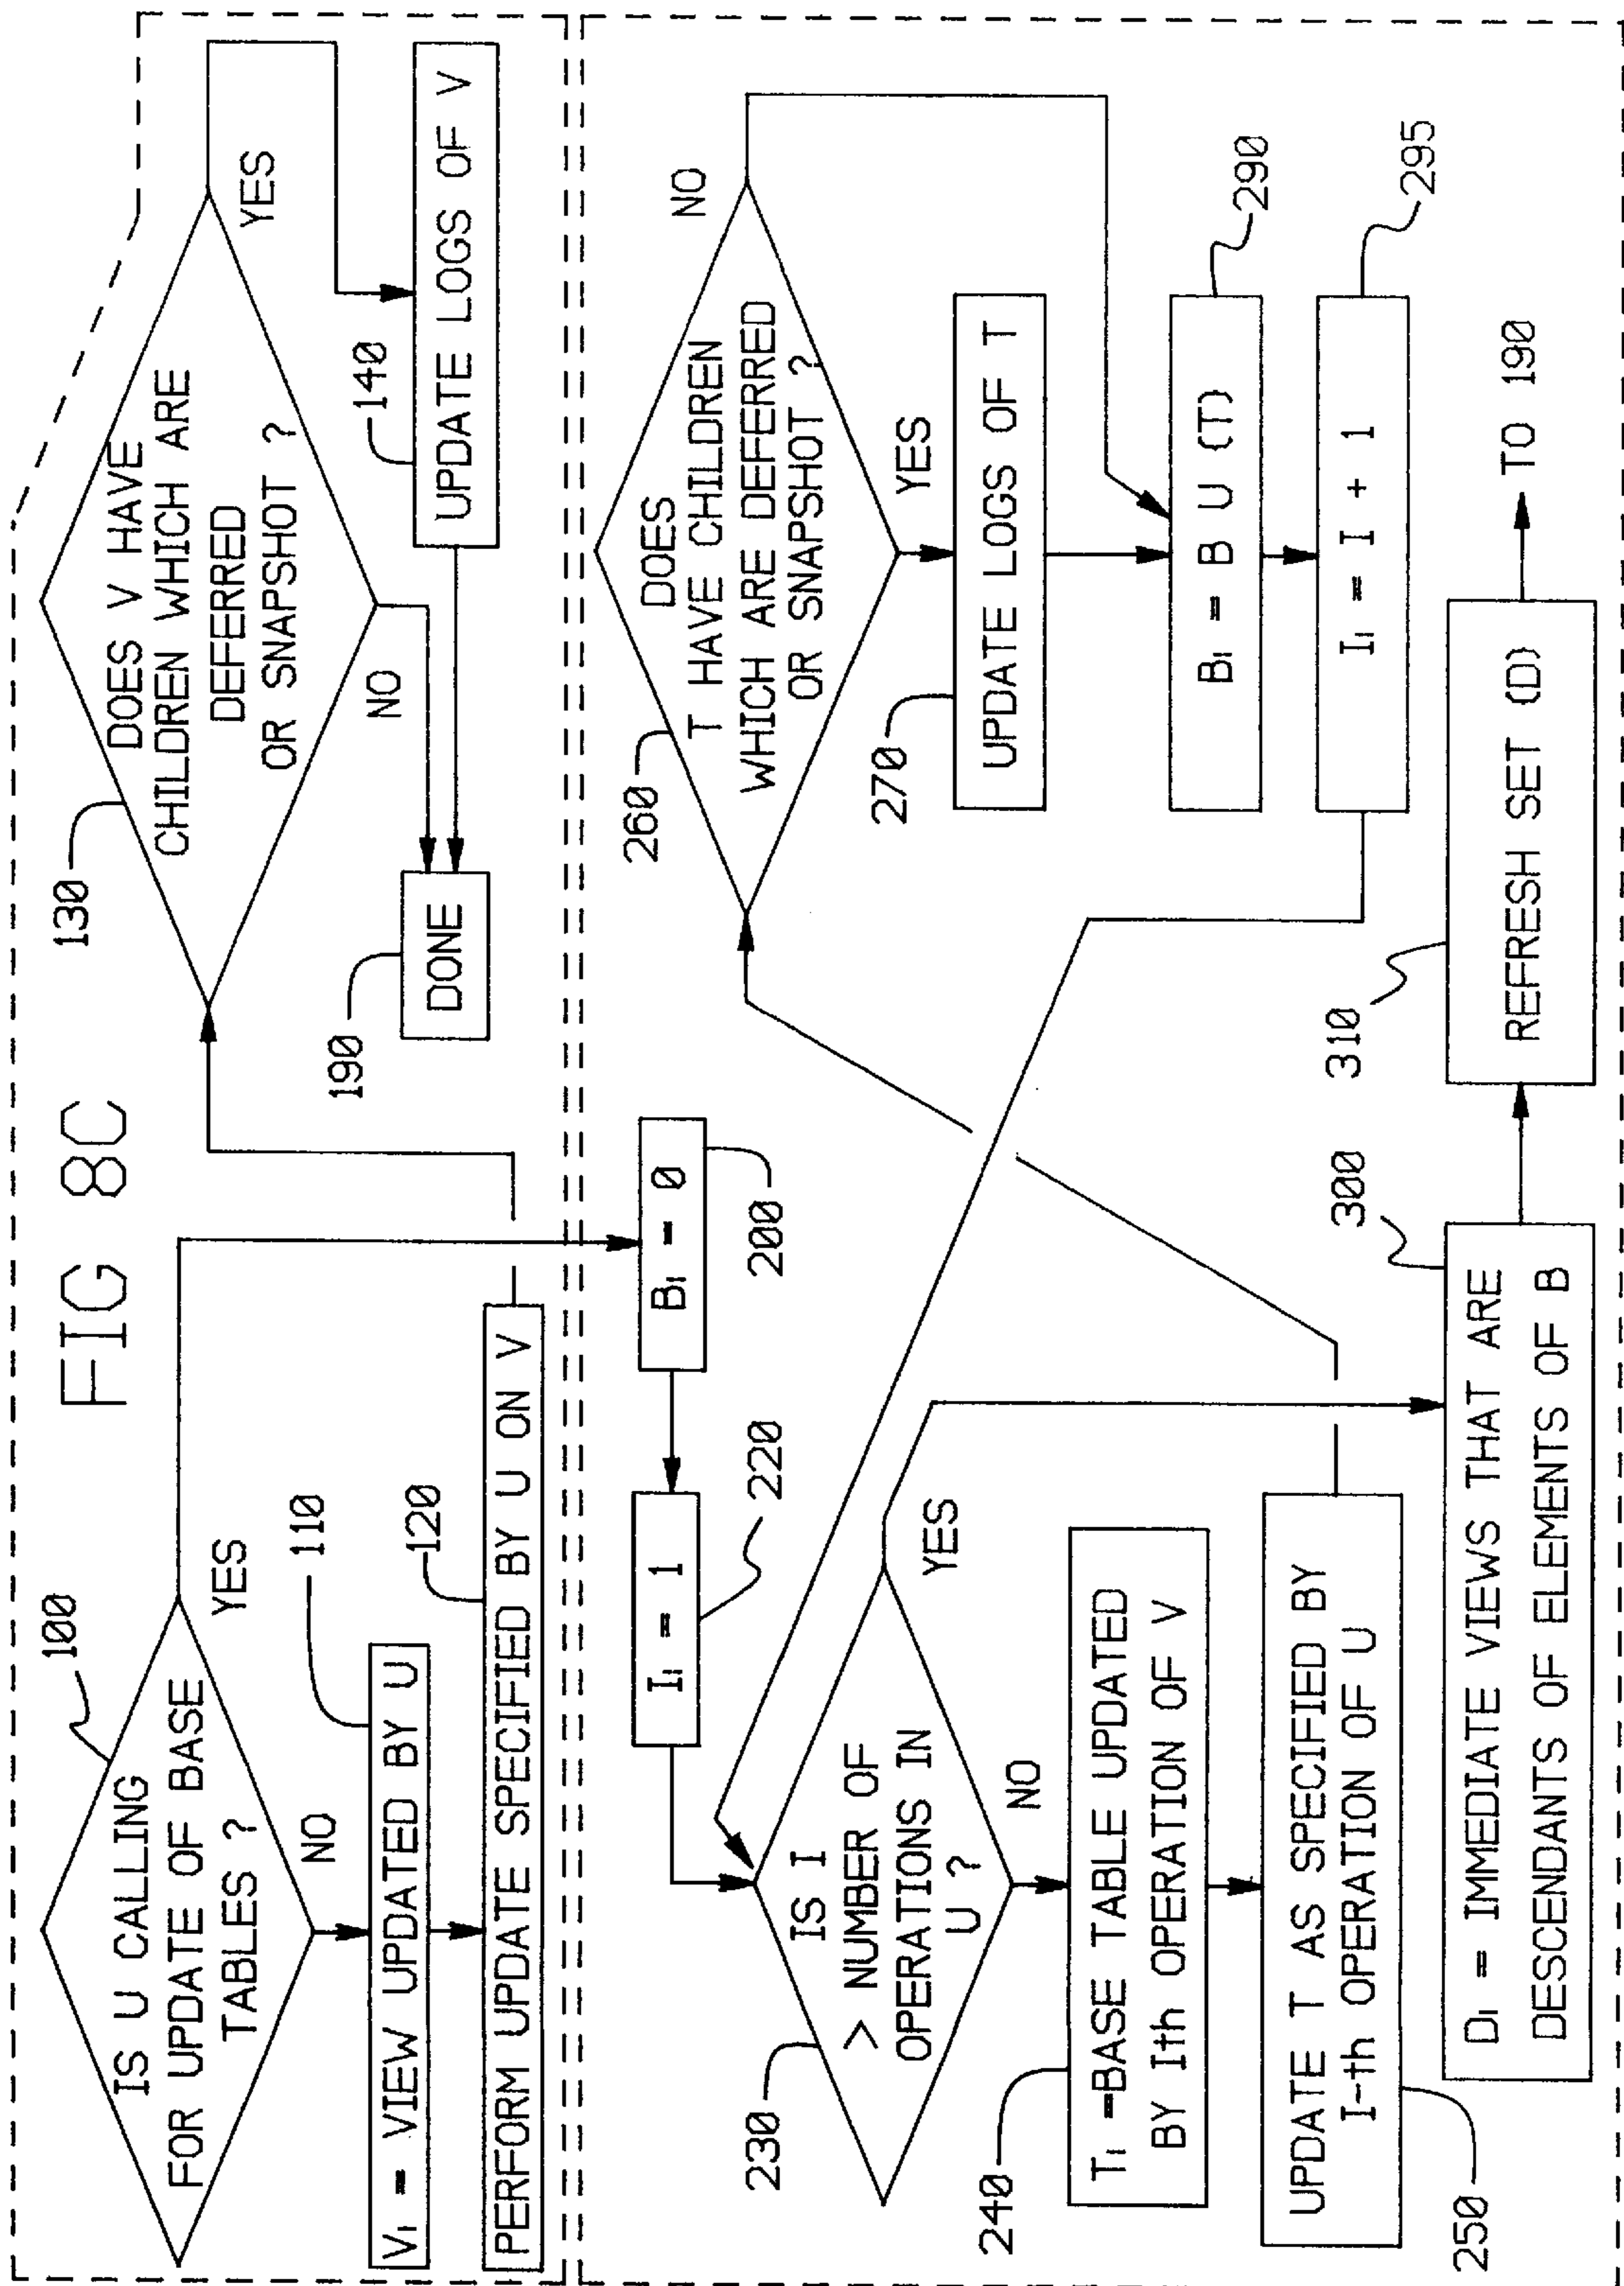 FIG 8C
100
IS U CALLING
FOR UPDATE OF BASE
TABLES ?
YES
NO
110
V₁ = VIEW UPDATED BY U
120
PERFORM UPDATE SPECIFIED BY U ON V
130
DOES V HAVE
CHILDREN WHICH ARE
DEFERRED
OR SNAPSHOT ?
YES
NO
140
UPDATE LOGS OF V
190
DONE
B₁ = 0
200
I₁ = 1
220
230
IS I
> NUMBER OF
OPERATIONS IN
U ?
YES
NO
240
T₁ =BASE TABLE UPDATED
BY Ith OPERATION OF V
UPDATE T AS SPECIFIED BY
I-th OPERATION OF U
250
260
DOES
T HAVE CHILDREN
WHICH ARE DEFERRED
OR SNAPSHOT ?
NO
YES
270
UPDATE LOGS OF T
B₁ = B U (T)
290
I₁ = I + 1
295
300
D₁ = IMMEDIATE VIEWS THAT ARE
DESCENDANTS OF ELEMENTS OF B
310
REFRESH SET (D)
TO 190